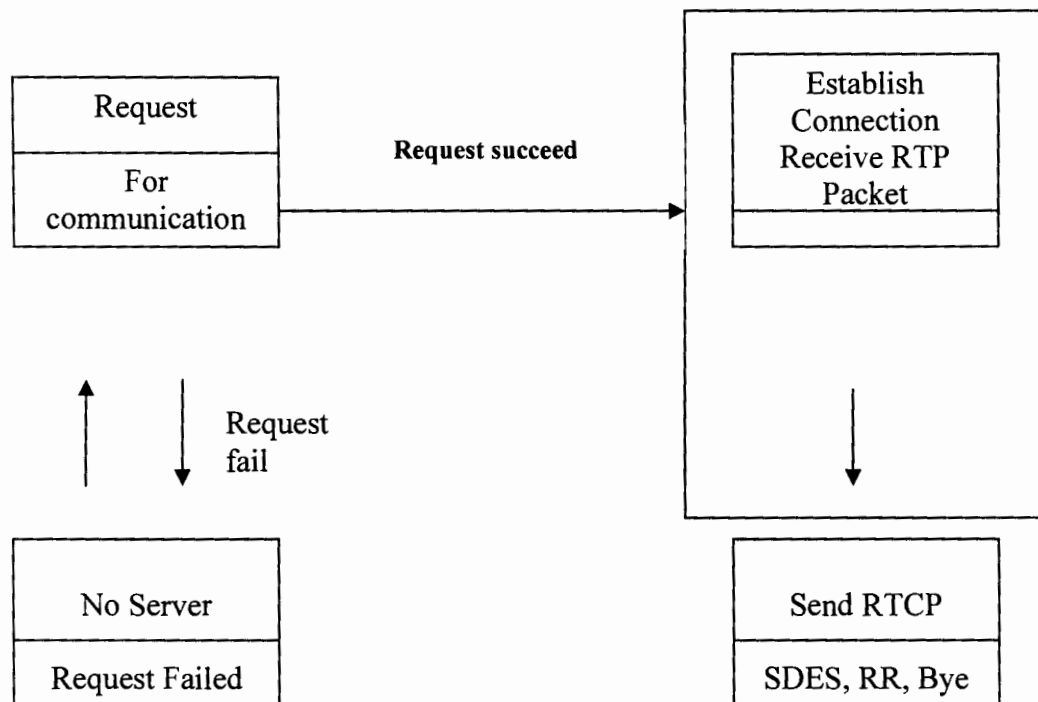 Request
For
communication
Request succeed
Establish
Connection
Receive RTP
Packet
Request
fail
No Server
Request Failed
Send RTCP
SDES, RR, Bye